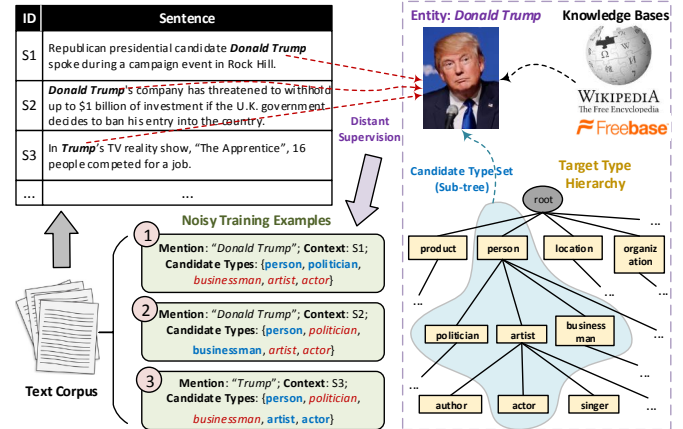 ID Sentence
S1 Republican presidential candidate Donald Trump
spoke during a campaign event in Rock Hill.
S2 Donald Trump's company has threatened to withhold
up to $1 billion of investment if the U.K. government
decides to ban his entry into the country.
S3 In Trump's TV reality show, “The Apprentice”, 16
people competed for a job.
... ...
Text Corpus
Distant
Supervision
Noisy Training Examples
1
Mention: “Donald Trump”; Context: S1;
Candidate Types: {person, politician,
businessman, artist, actor}
2
Mention: “Donald Trump”; Context: S2;
Candidate Types: {person, politician,
businessman, artist, actor}
3
Mention: “Trump”; Context: S3;
Candidate Types: {person, politician,
businessman, artist, actor}
Entity: Donald Trump
Knowledge Bases
WIKIPEDIA
The Free Encyclopedia
Freebase
Candidate Type Set
(Sub-tree)
Target Type
Hierarchy
root
...
product person location organiz
ation
... ... ...
politician artist business
man
...
... ...
author actor singer
...